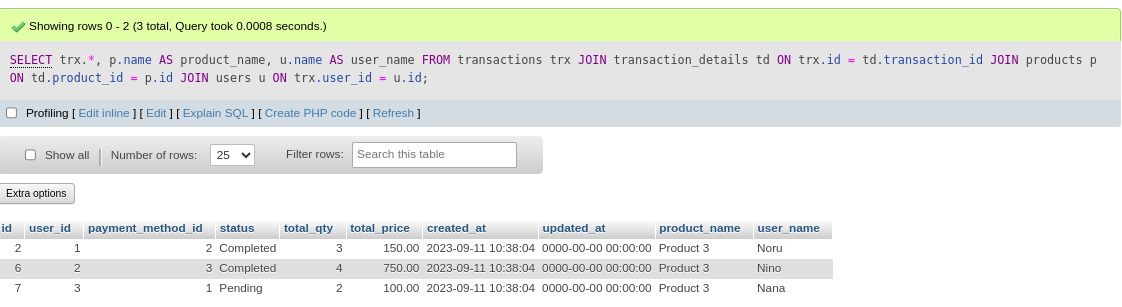 Showing rows 0 - 2 (3 total, Query took 0.0008 seconds.)
SELECT trx.*, p.name AS product_name, u.name AS user_name FROM transactions trx JOIN transaction_details td ON trx.id = td.transaction_id JOIN products p
ON td.product_id = p.id JOIN users u ON trx.user_id = u.id;
Profiling [ Edit inline ] [ Edit ] [ Explain SQL ] [ Create PHP code ] [ Refresh ]
Show all | Number of rows: 25 Filter rows: Search this table
Extra options
id user_id payment_method_id status total_qty total_price created_at updated_at product_name user_name
2 1 2 Completed 3 150.00 2023-09-11 10:38:04 0000-00-00 00:00:00 Product 3 Noru
6 2 3 Completed 4 750.00 2023-09-11 10:38:04 0000-00-00 00:00:00 Product 3 Nino
7 3 1 Pending 2 100.00 2023-09-11 10:38:04 0000-00-00 00:00:00 Product 3 Nana